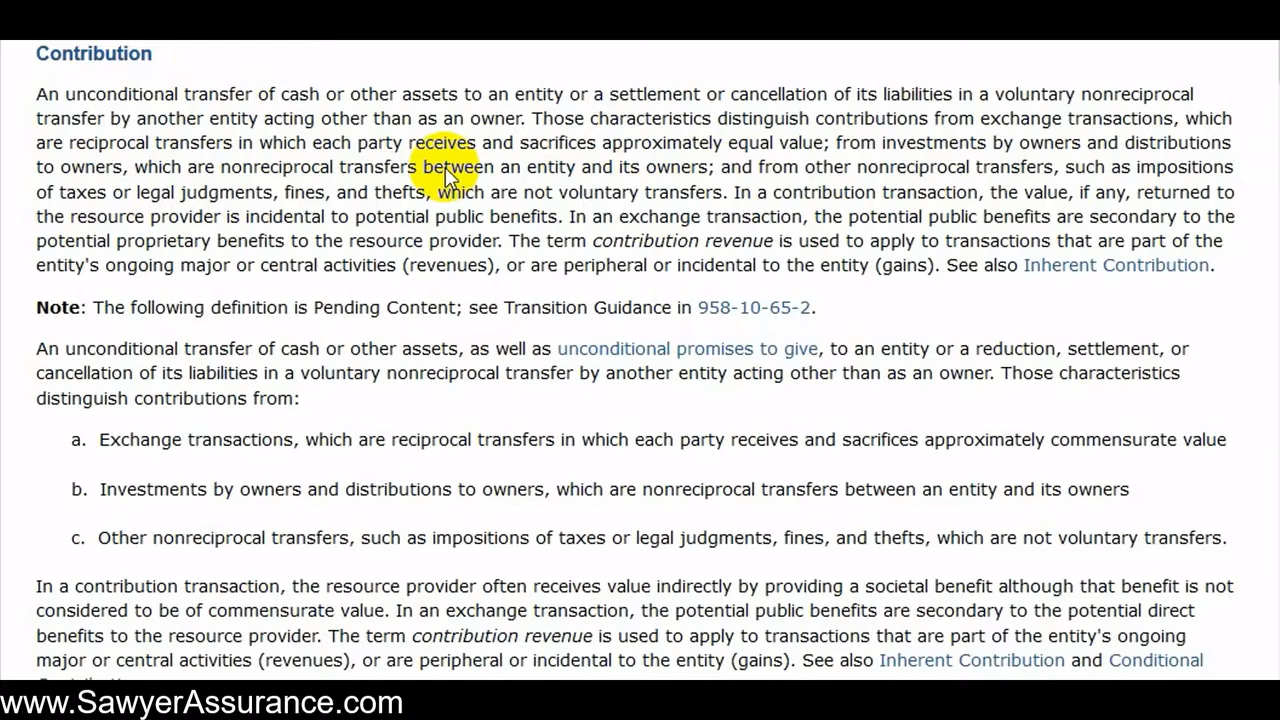 Contribution
An unconditional transfer of cash or other assets to an entity or a settlement or cancellation of its liabilities in a voluntary nonreciprocal
transfer by another entity acting other than as an owner. Those characteristics distinguish contributions from exchange transactions, which
are reciprocal transfers in which each party receives and sacrifices approximately equal value; from investments by owners and distributions
to owners, which are nonreciprocal transfers between an entity and its owners; and from other nonreciprocal transfers, such as impositions
of taxes or legal judgments, fines, and thefts, which are not voluntary transfers. In a contribution transaction, the value, if any, returned to
the resource provider is incidental to potential public benefits. In an exchange transaction, the potential public benefits are secondary to the
potential proprietary benefits to the resource provider. The term contribution revenue is used to apply to transactions that are part of the
entity's ongoing major or central activities (revenues), or are peripheral or incidental to the entity (gains). See also Inherent Contribution.
Note: The following definition is Pending Content; see Transition Guidance in 958-10-65-2.
An unconditional transfer of cash or other assets, as well as unconditional promises to give, to an entity or a reduction, settlement, or
cancellation of its liabilities in a voluntary nonreciprocal transfer by another entity acting other than as an owner. Those characteristics
distinguish contributions from:
a. Exchange transactions, which are reciprocal transfers in which each party receives and sacrifices approximately commensurate value
b. Investments by owners and distributions to owners, which are nonreciprocal transfers between an entity and its owners
c. Other nonreciprocal transfers, such as impositions of taxes or legal judgments, fines, and thefts, which are not voluntary transfers.
In a contribution transaction, the resource provider often receives value indirectly by providing a societal benefit although that benefit is not
considered to be of commensurate value. In an exchange transaction, the potential public benefits are secondary to the potential direct
benefits to the resource provider. The term contribution revenue is used to apply to transactions that are part of the entity's ongoing
major or central activities (revenues), or are peripheral or incidental to the entity (gains). See also Inherent Contribution and Conditional
www.SawyerAssurance.com